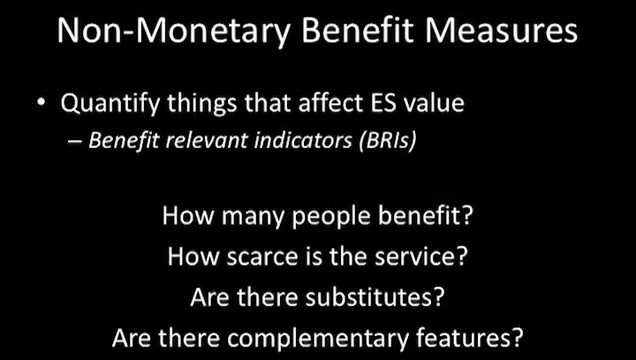 Non-Monetary Benefit Measures
• Quantify things that affect ES value
– Benefit relevant indicators (BRIs)
How many people benefit?
How scarce is the service?
Are there substitutes?
Are there complementary features?